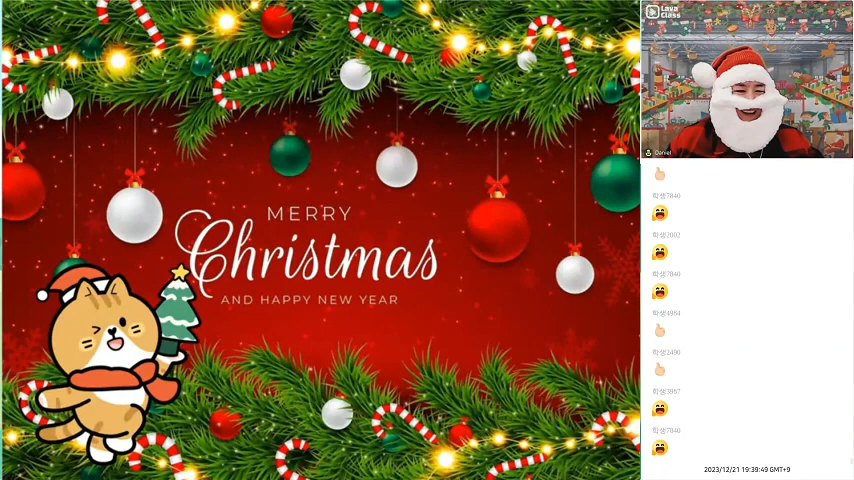 MERRY
Christmas
AND HAPPY NEW YEAR
Lava
Class
Daniel
학생7840
학생2002
학생7840
학생4984
학생2490
학생3987
학생7840
2023/12/21 19:39:49 GMT+9